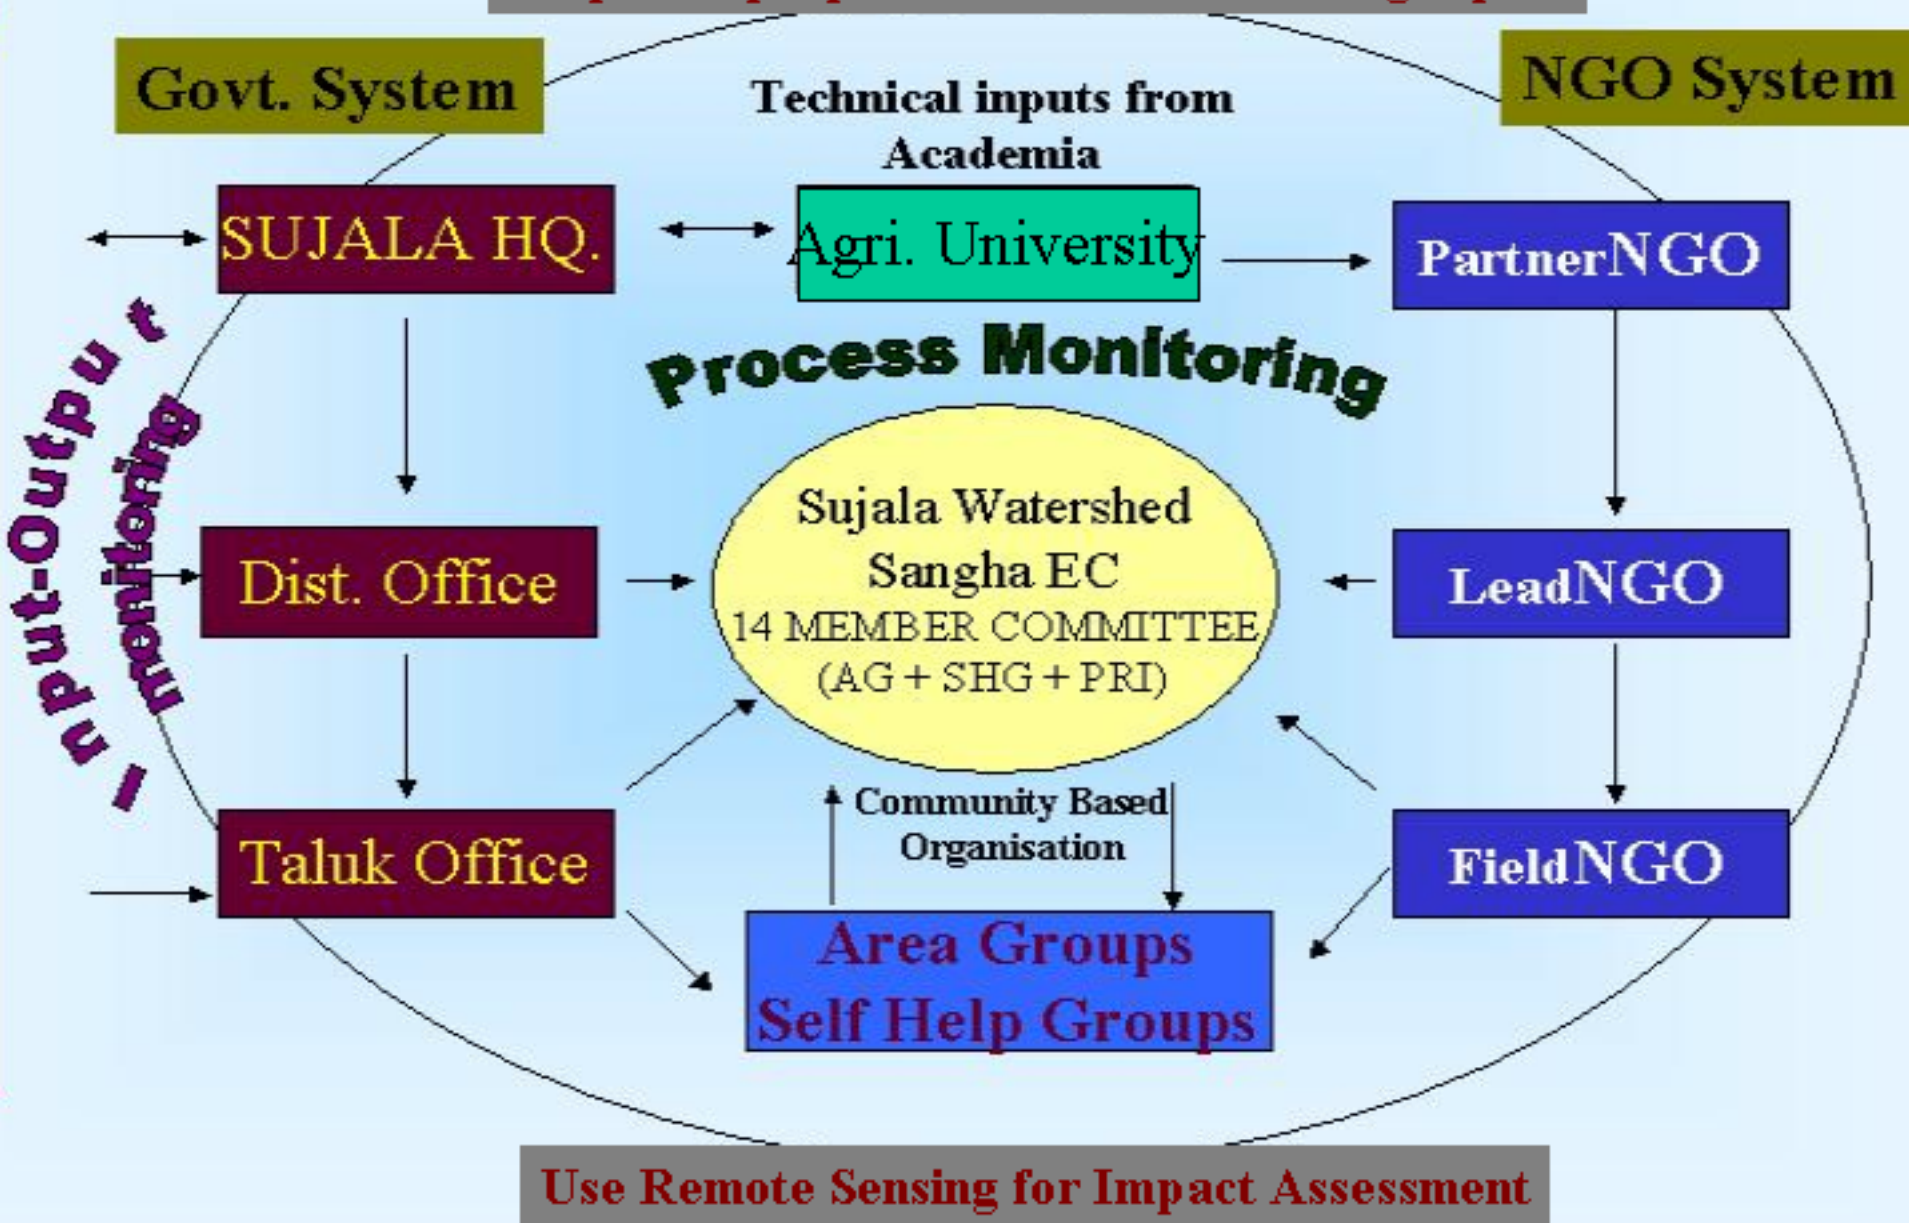 Govt. System
NGO System
Technical inputs from
Academia
SUJALA HQ.
Agri. University
PartnerNGO
Process Monitoring
Input-Output
monitoring
Sujala Watershed
Sangha EC
14 MEMBER COMMITTEE
(AG + SHG + PRI)
Dist. Office
LeadNGO
Community Based
Organisation
Taluk Office
FieldNGO
Area Groups
Self Help Groups
Use Remote Sensing for Impact Assessment